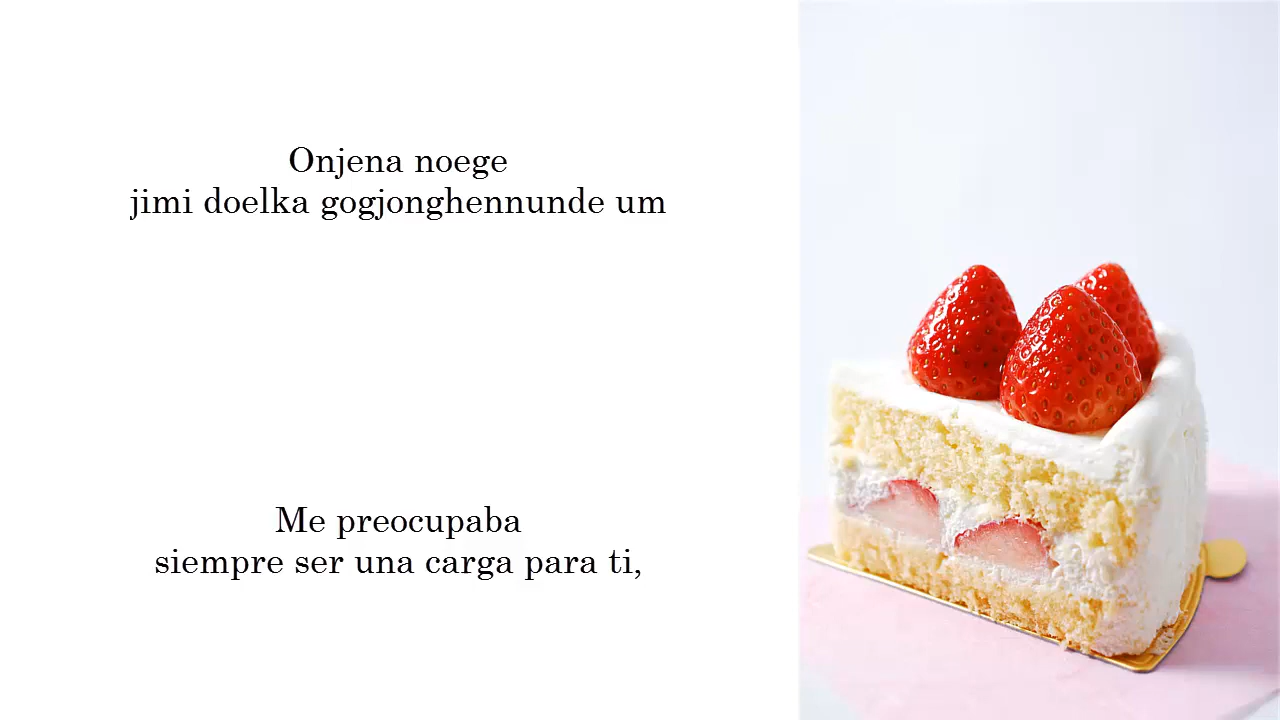 Onjena noege
jimi doelka gogjonghennunde um
Me preocupaba
siempre ser una carga para ti,